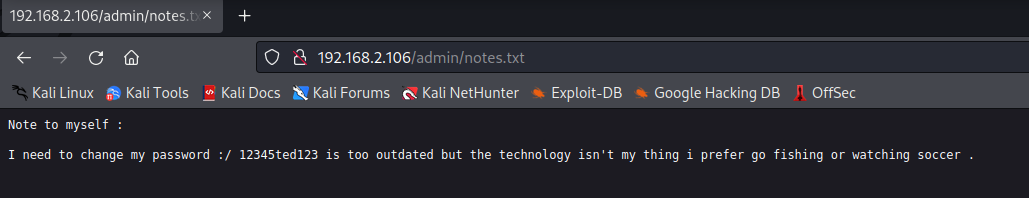 192.168.2.106/admin/notes.t
192.168.2.106/admin/notes.txt
Kali Linux Kali Tools Kali Docs Kali Forums Kali NetHunter Exploit-DB Google Hacking DB OffSec
Note to myself :
I need to change my password :/ 12345ted123 is too outdated but the technology isn't my thing i prefer go fishing or watching soccer .